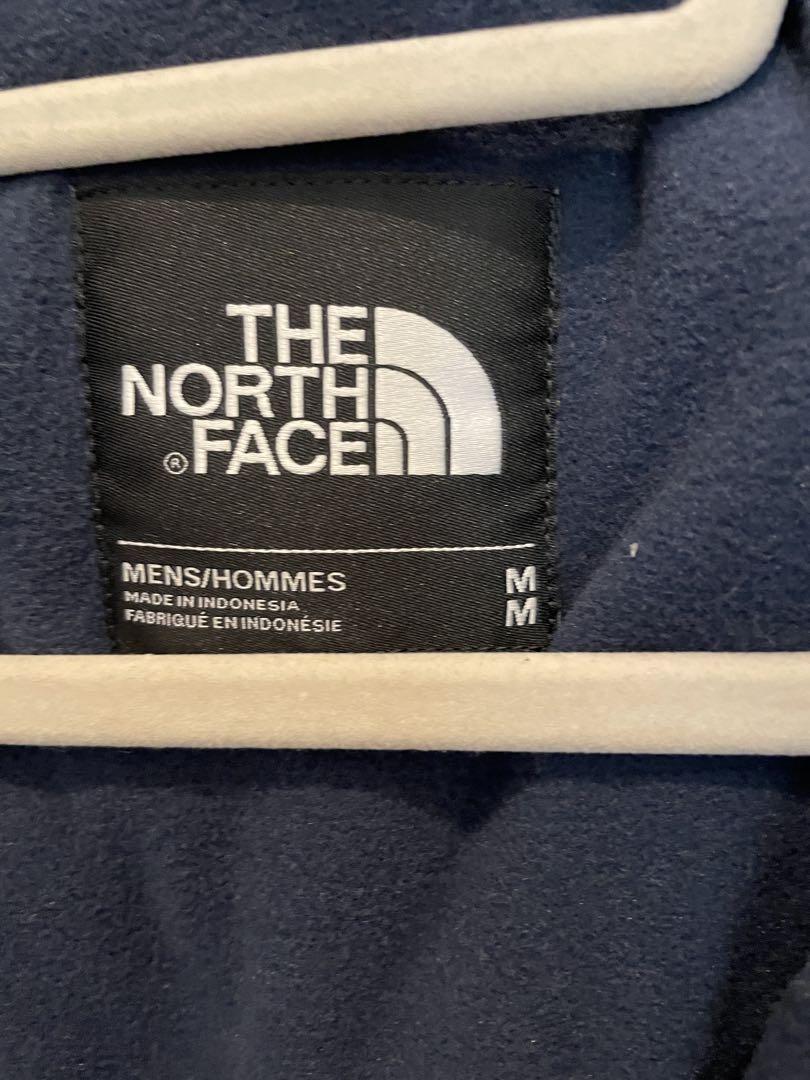 THE
NORTH
® FACE
MENS/HOMMES M
MADE IN INDONESIA
FABRIQUÉ EN INDONÉSIE M